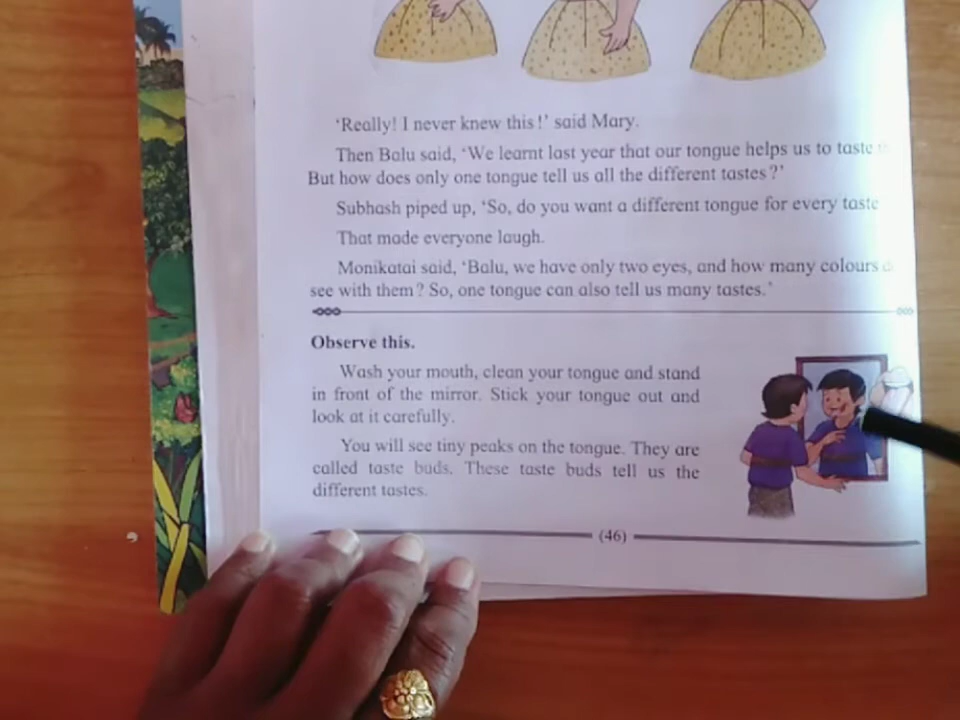 ‘Really! I never knew this!’ said Mary.
Then Balu said, ‘We learnt last year that our tongue helps us to taste
But how does only one tongue tell us all the different tastes?’
Subhash piped up, ‘So, do you want a different tongue for every taste
That made everyone laugh.
Monikatai said, ‘Balu, we have only two eyes, and how many colours
see with them? So, one tongue can also tell us many tastes.’
Observe this.
Wash your mouth, clean your tongue and stand
in front of the mirror. Stick your tongue out and
look at it carefully.
You will see tiny peaks on the tongue. They are
called taste buds. These taste buds tell us the
different tastes.
(46)